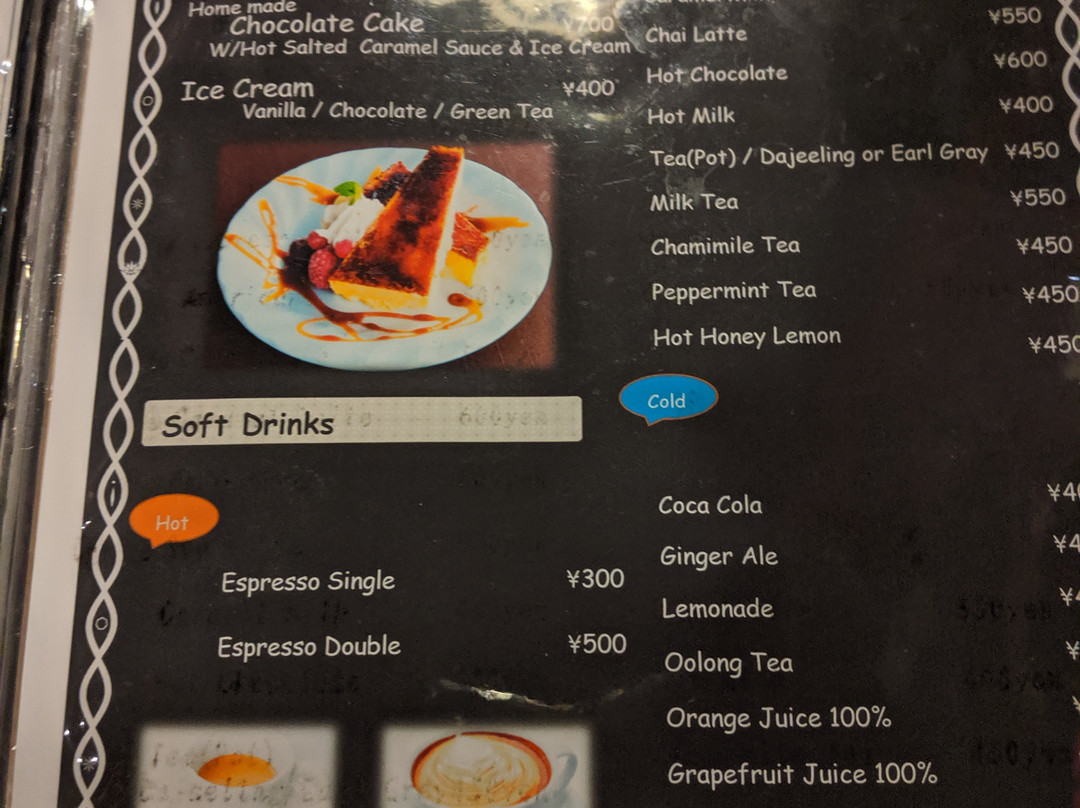 Home made
Chocolate Cake ¥700
W/Hot Salted Caramel Sauce & Ice Cream
Ice Cream ¥400
Vanilla / Chocolate / Green Tea
Soft Drinks
Hot
Espresso Single ¥300
Espresso Double ¥500
Chai Latte ¥550
Hot Chocolate ¥600
Hot Milk ¥400
Tea(Pot) / Dajeeling or Earl Gray ¥450
Milk Tea ¥550
Chamimile Tea ¥450
Peppermint Tea ¥450
Hot Honey Lemon ¥450
Cold
Coca Cola
Ginger Ale
Lemonade
Oolong Tea
Orange Juice 100%
Grapefruit Juice 100%